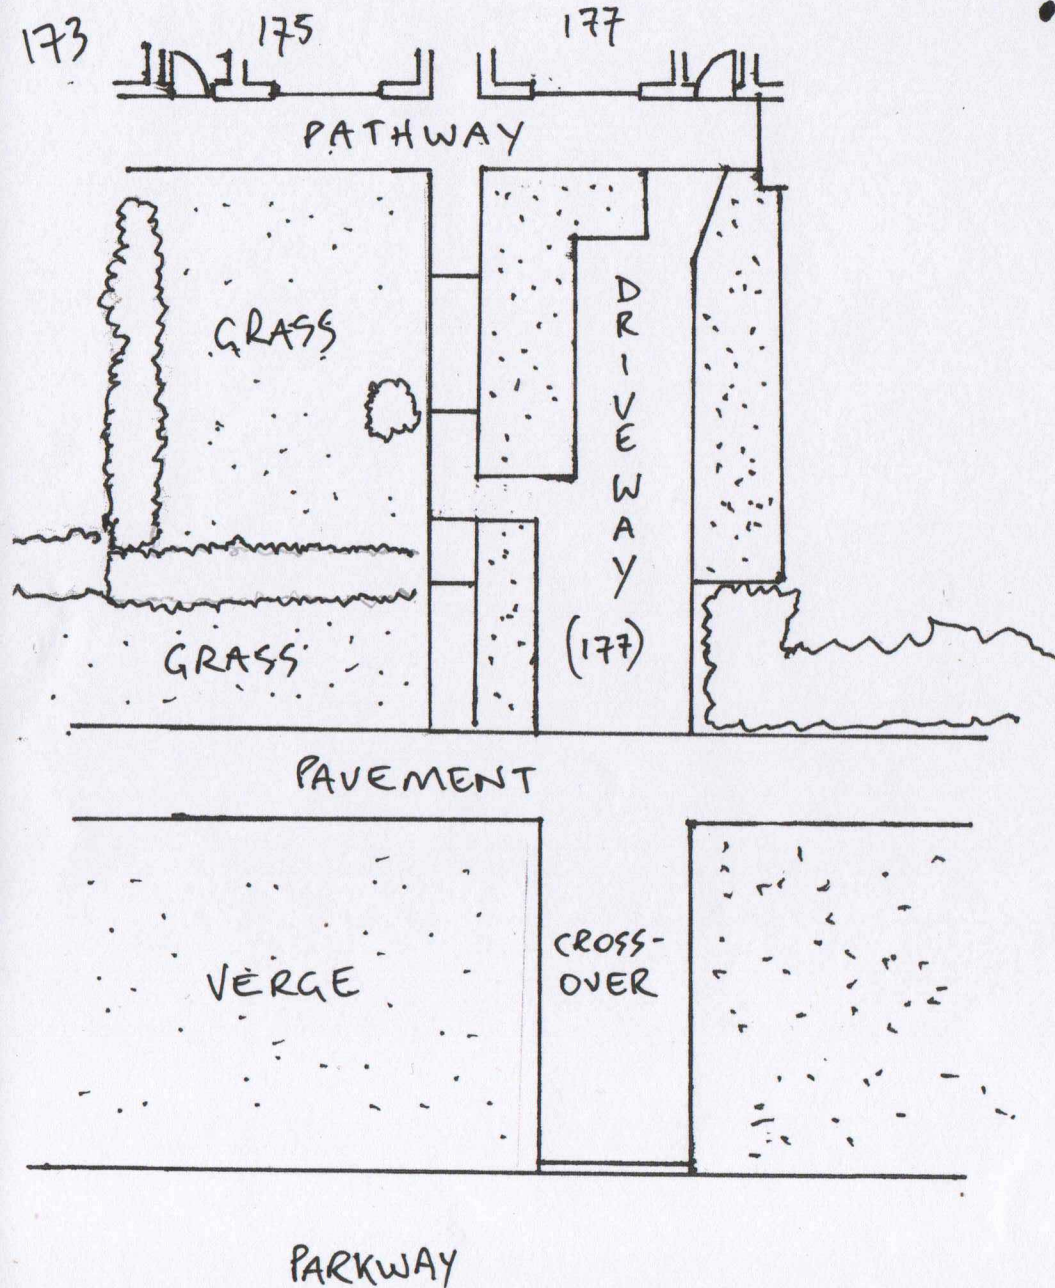 173
175
177
PATHWAY
GRASS
DRIVEWAY
(177)
GRASS
PAVEMENT
VERGE
CROSS-
OVER
PARKWAY